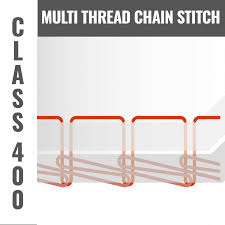 CLASS 400
MULTI THREAD CHAIN STITCH